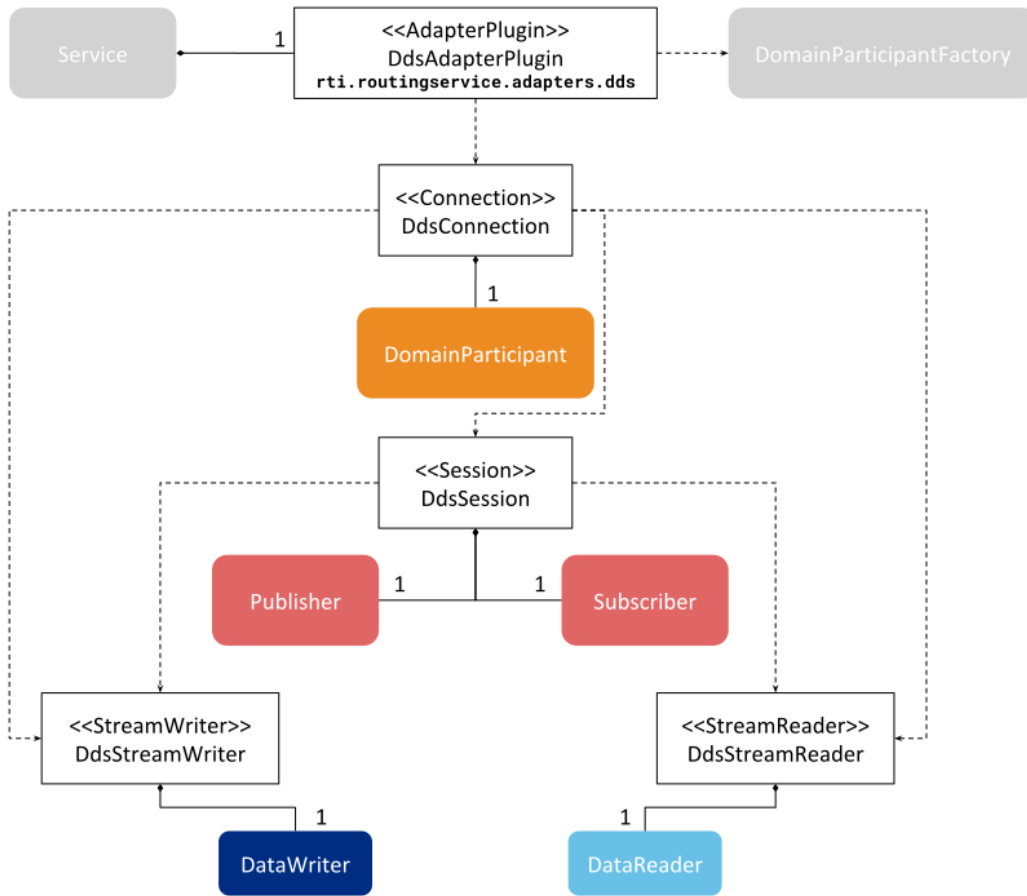 Service
1
<<AdapterPlugin>>
DdsAdapterPlugin
rti.routingservice.adapters.dds
DomainParticipantFactory
<<Connection>>
DdsConnection
1
DomainParticipant
<<Session>>
DdsSession
Publisher
1
1
Subscriber
<<StreamWriter>>
DdsStreamWriter
<<StreamReader>>
DdsStreamReader
1
1
DataWriter
DataReader